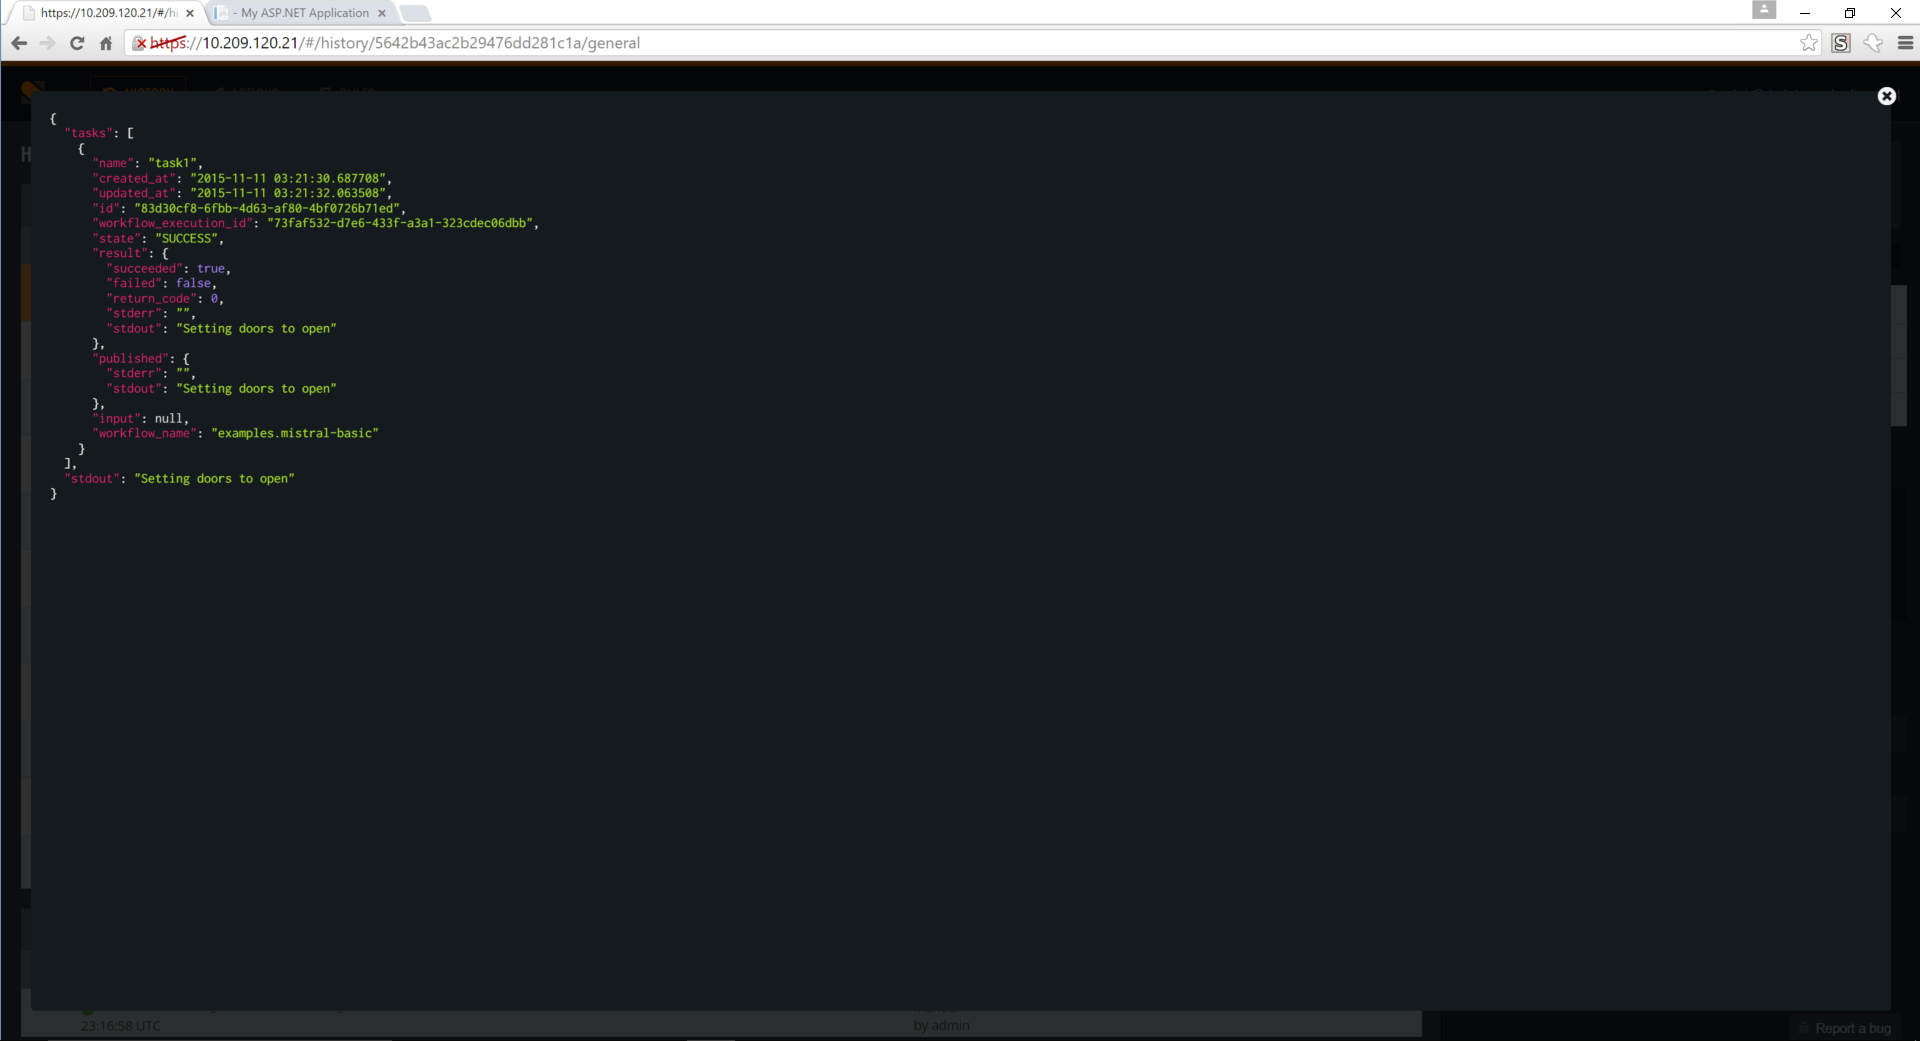 https://10.209.120.21/#/hi
- My ASP.NET Application
https://10.209.120.21/#/history/5642b43ac2b29476dd281c1a/general
HISTORY
{
"tasks": [
{
"name": "task1",
"created_at": "2015-11-11 03:21:30.687708",
"updated_at": "2015-11-11 03:21:32.063508",
"id": "83d30cf8-6fbb-4d63-af80-4bf0726b71ed",
"workflow_execution_id": "73faf532-d7e6-433f-a3a1-323cdec06dbb",
"state": "SUCCESS",
"result": {
"succeeded": true,
"failed": false,
"return_code": 0,
"stderr": "",
"stdout": "Setting doors to open"
},
"published": {
"stderr": "",
"stdout": "Setting doors to open"
},
"input": null,
"workflow_name": "examples.mistral-basic"
}
],
"stdout": "Setting doors to open"
}
23:16:58 UTC
by admin
Report a bug